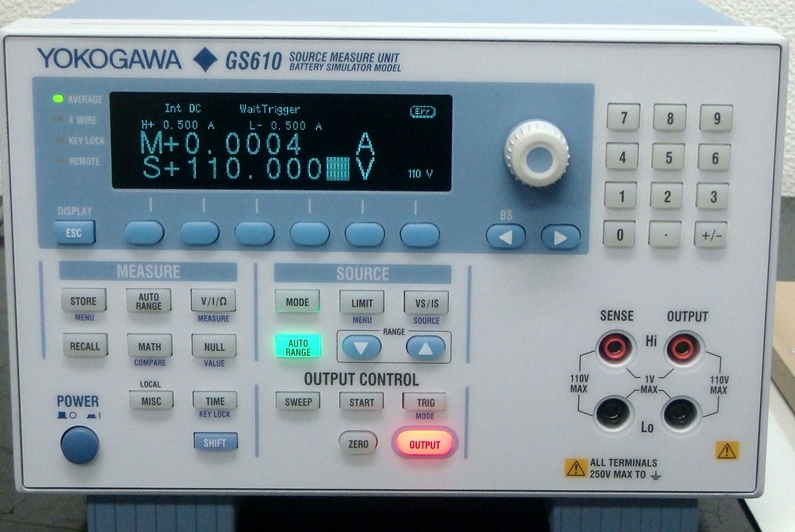 YOKOGAWA ◆ GS610 SOURCE MEASURE UNIT
BATTERY SIMULATOR MODEL
AVERAGE
4 WIRE
KEY LOCK
REMOTE
Int DC WaitTrigger Err
H+ 0.500 A L- 0.500 A
M+0.0004 A
S+110.000 V 110 V
DISPLAY
ESC
BS
7 8 9
4 5 6
1 2 3
0 · +/−
MEASURE
STORE AUTO RANGE V/I/Ω
MENU MEASURE
RECALL MATH NULL
COMPARE VALUE
LOCAL
MISC TIME
KEY LOCK
SHIFT
POWER
SOURCE
MODE LIMIT VS/IS
MENU SOURCE
AUTO RANGE
RANGE
OUTPUT CONTROL
SWEEP START TRIG
MODE
ZERO OUTPUT
SENSE OUTPUT
Hi
110V MAX
1V MAX
110V MAX
Lo
ALL TERMINALS
250V MAX TO ⏚